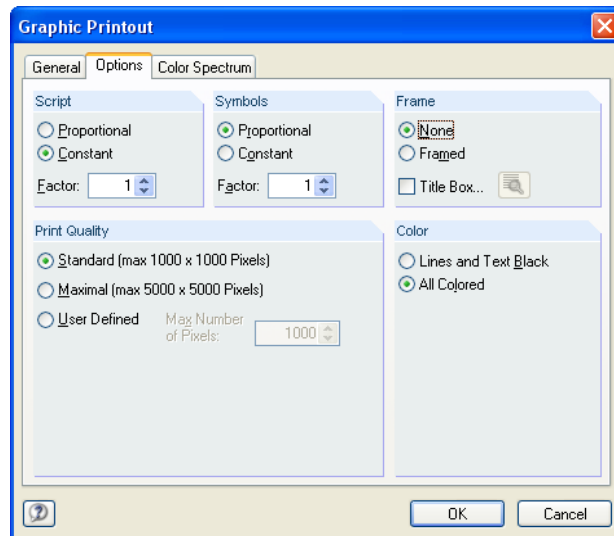 Graphic Printout
General Options Color Spectrum
Script
Proportional
Constant
Factor: 1
Symbols
Proportional
Constant
Factor: 1
Frame
None
Framed
Title Box...
Print Quality
Standard (max 1000 x 1000 Pixels)
Maximal (max 5000 x 5000 Pixels)
User Defined
Max Number
of Pixels: 1000
Color
Lines and Text Black
All Colored
OK Cancel